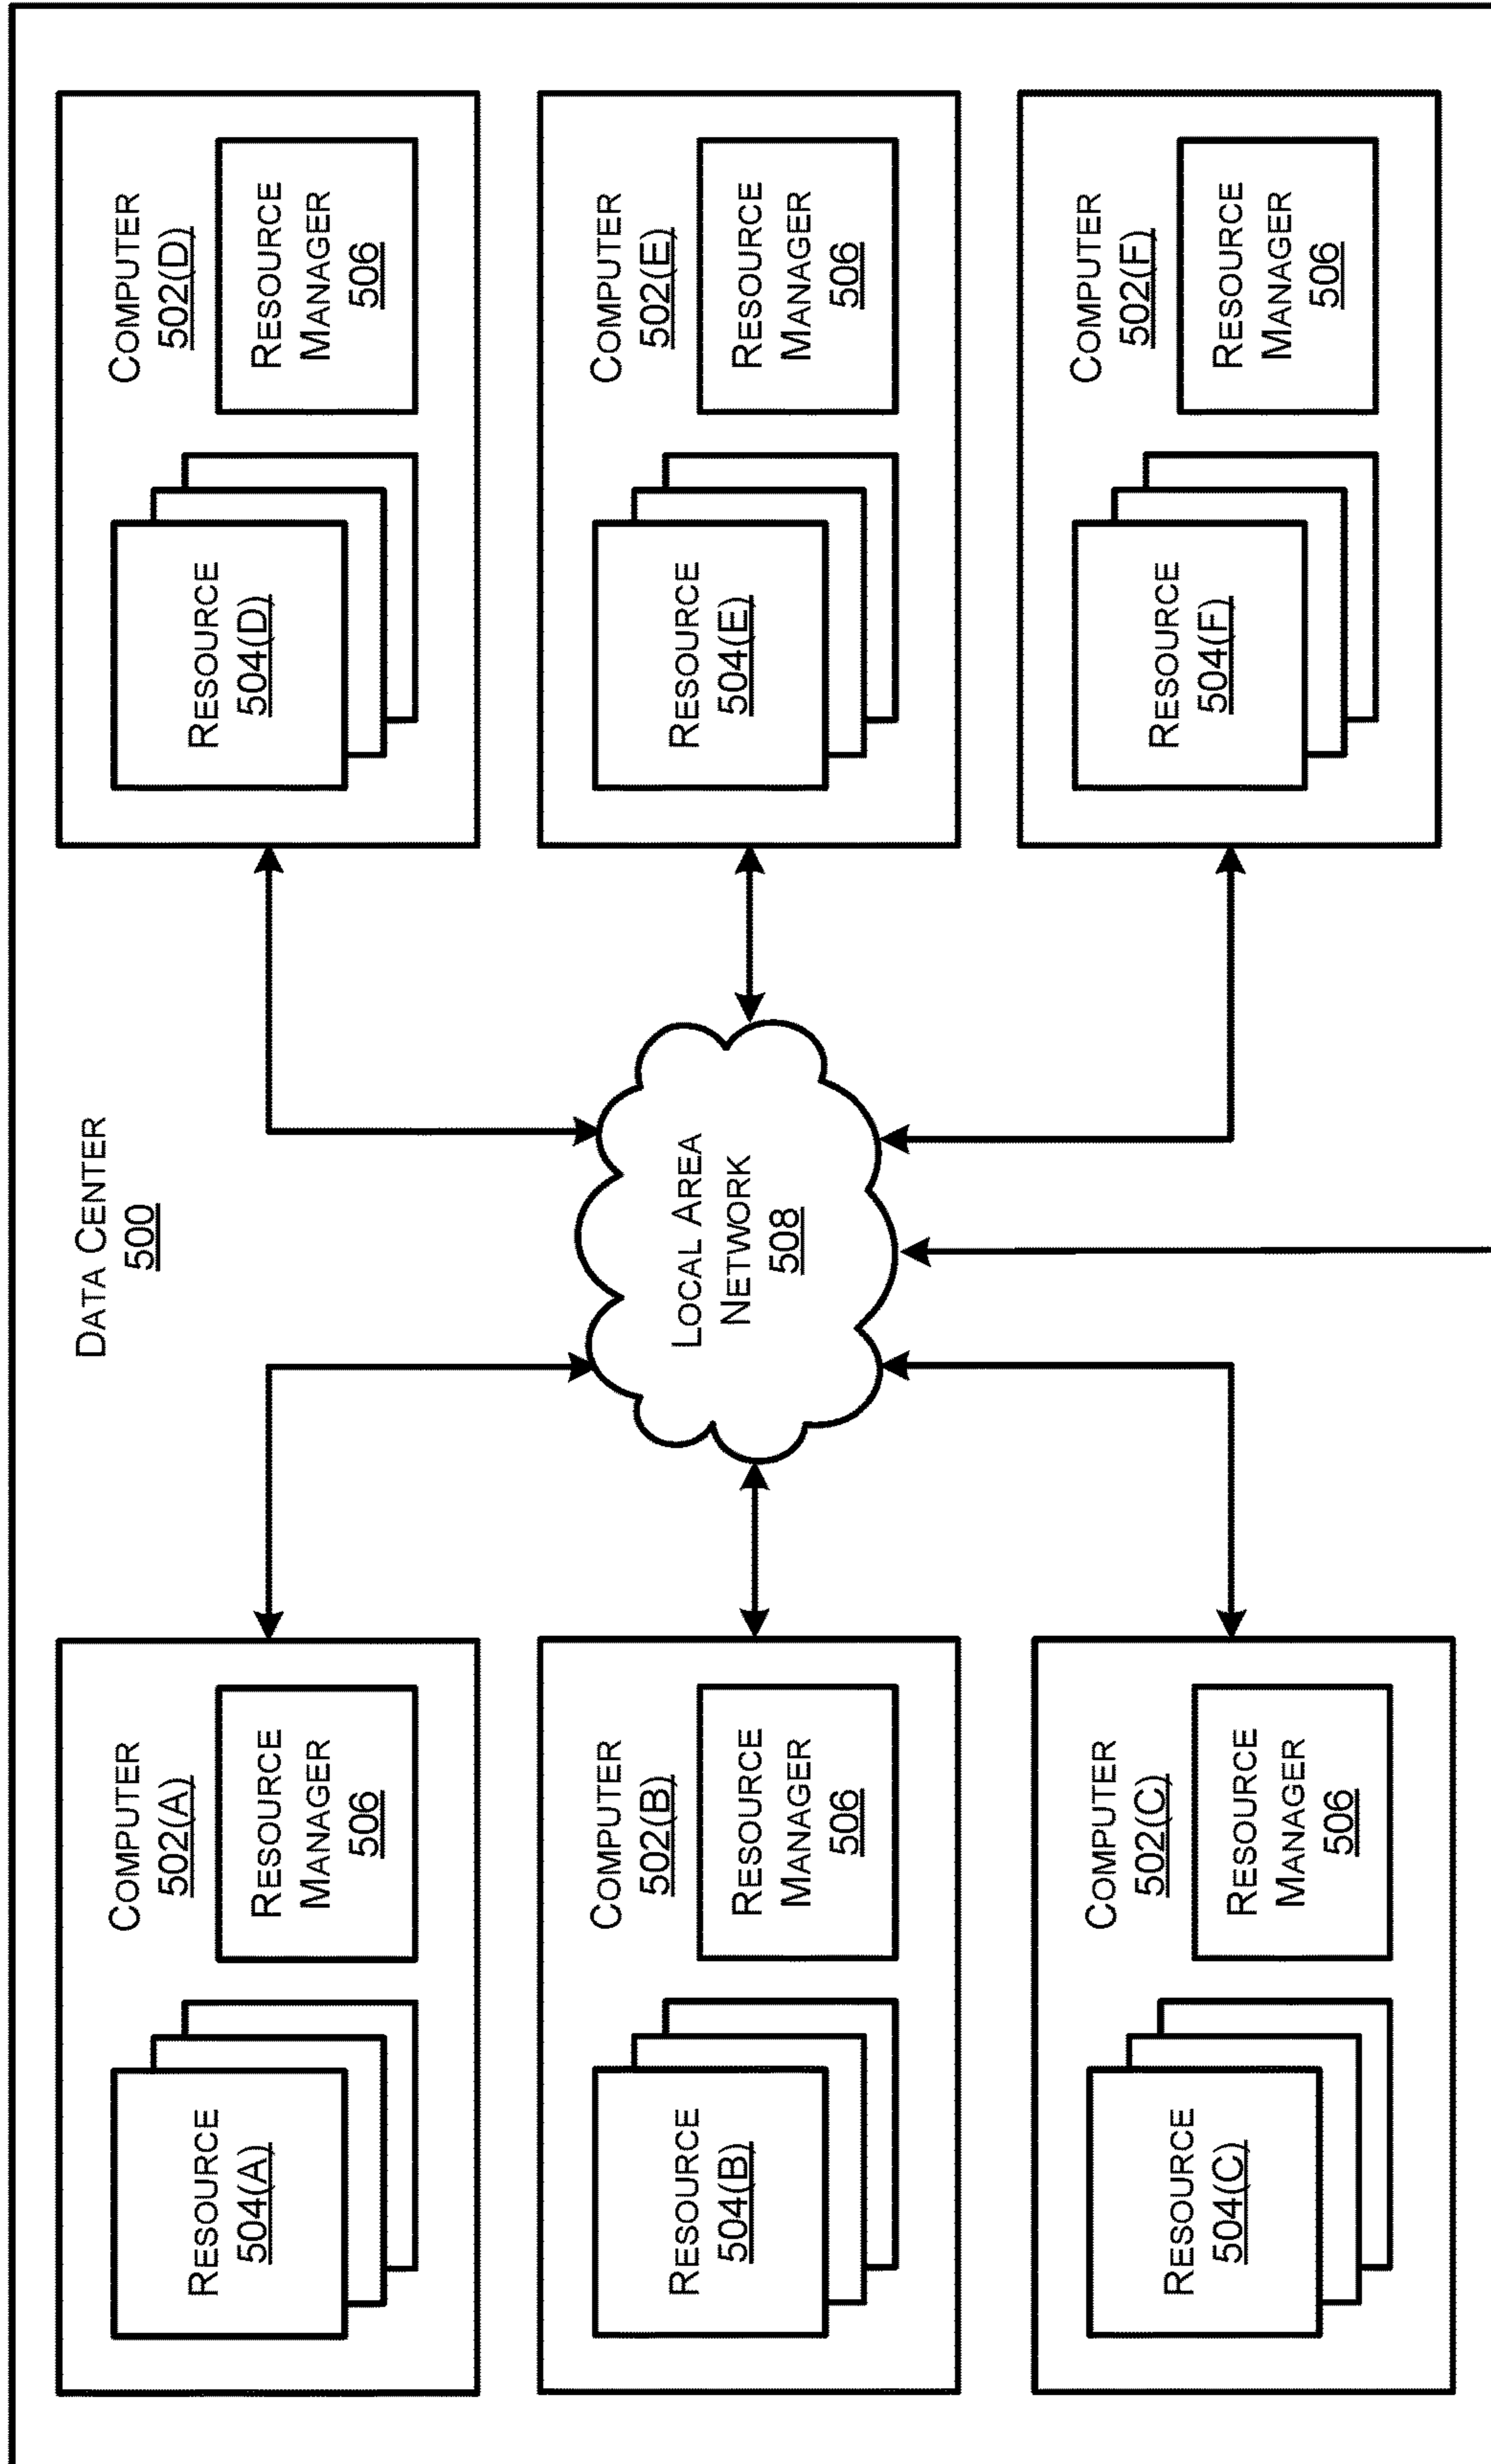 DATA CENTER
500
COMPUTER
502(A)
RESOURCE
504(A)
RESOURCE
MANAGER
506
COMPUTER
502(D)
RESOURCE
504(D)
RESOURCE
MANAGER
506
COMPUTER
502(B)
RESOURCE
504(B)
RESOURCE
MANAGER
506
LOCAL AREA
NETWORK
508
COMPUTER
502(E)
RESOURCE
504(E)
RESOURCE
MANAGER
506
COMPUTER
502(C)
RESOURCE
504(C)
RESOURCE
MANAGER
506
COMPUTER
502(F)
RESOURCE
504(F)
RESOURCE
MANAGER
506